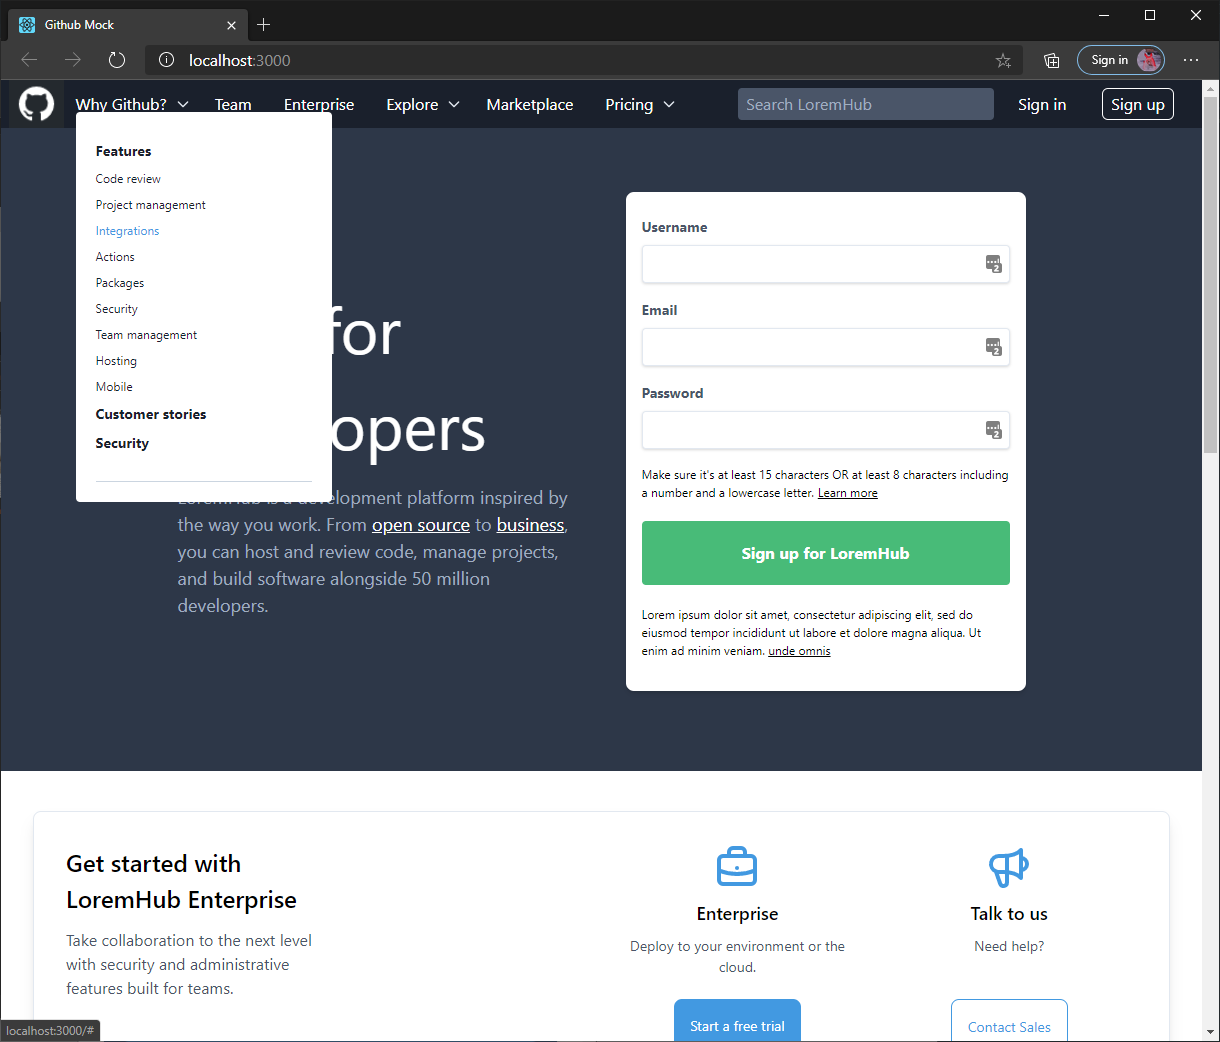 Github Mock
localhost:3000
Sign in
Why Github?
Team
Enterprise
Explore
Marketplace
Pricing
Search LoremHub
Sign in
Sign up
Features
Code review
Project management
Integrations
Actions
Packages
Security
Team management
Hosting
Mobile
Customer stories
Security
for
opers
LoremHub is a development platform inspired by
the way you work. From open source to business,
you can host and review code, manage projects,
and build software alongside 50 million
developers.
Username
2
Email
2
Password
2
Make sure it's at least 15 characters OR at least 8 characters including
a number and a lowercase letter. Learn more
Sign up for LoremHub
Lorem ipsum dolor sit amet, consectetur adipiscing elit, sed do
eiusmod tempor incididunt ut labore et dolore magna aliqua. Ut
enim ad minim veniam. unde omnis
Get started with
LoremHub Enterprise
Take collaboration to the next level
with security and administrative
features built for teams.
Enterprise
Deploy to your environment or the
cloud.
Start a free trial
Talk to us
Need help?
Contact Sales
localhost:3000/#